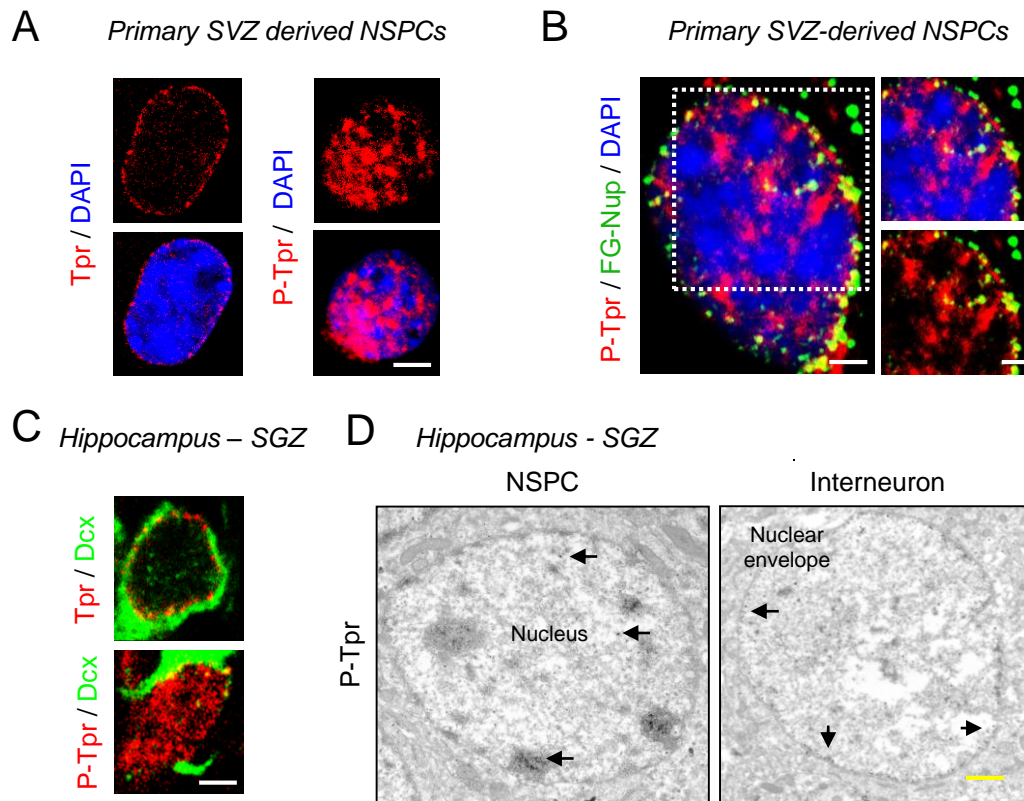 A
Primary SVZ derived NSPCs
Tpr / DAPI
P-Tpr / DAPI
B
Primary SVZ-derived NSPCs
P-Tpr / FG-Nup / DAPI
C
Hippocampus – SGZ
Tpr / Dcx
P-Tpr / Dcx
D
Hippocampus - SGZ
NSPC
Interneuron
P-Tpr
Nucleus
Nuclear
envelope